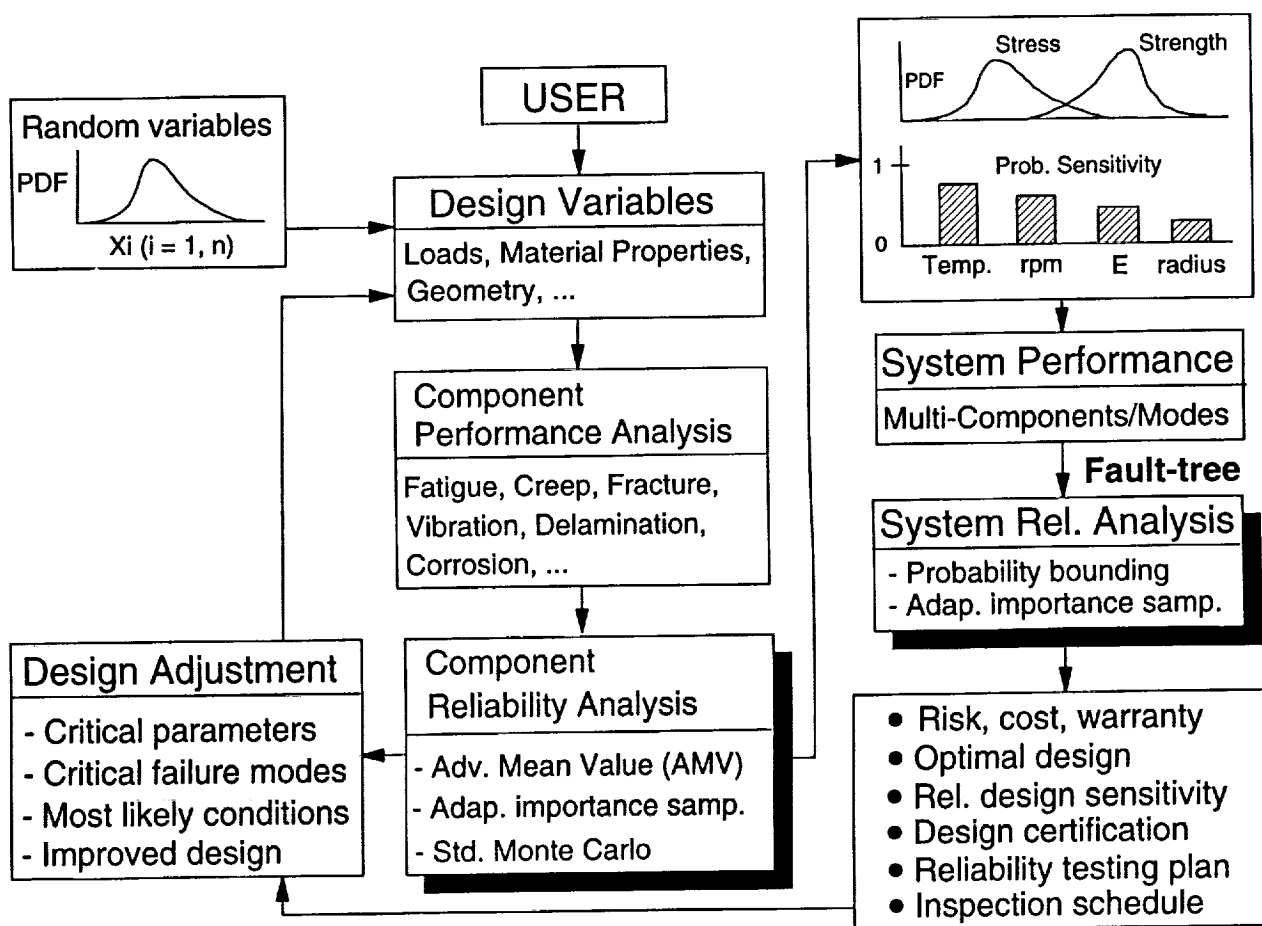 USER
Random variables
PDF
Xi (i = 1, n)
Design Variables
Loads, Material Properties,
Geometry, ...
Component
Performance Analysis
Fatigue, Creep, Fracture,
Vibration, Delamination,
Corrosion, ...
Component
Reliability Analysis
- Adv. Mean Value (AMV)
- Adap. importance samp.
- Std. Monte Carlo
Design Adjustment
- Critical parameters
- Critical failure modes
- Most likely conditions
- Improved design
Stress
Strength
PDF
1
Prob. Sensitivity
0
Temp. rpm E radius
System Performance
Multi-Components/Modes
Fault-tree
System Rel. Analysis
- Probability bounding
- Adap. importance samp.
• Risk, cost, warranty
• Optimal design
• Rel. design sensitivity
• Design certification
• Reliability testing plan
• Inspection schedule